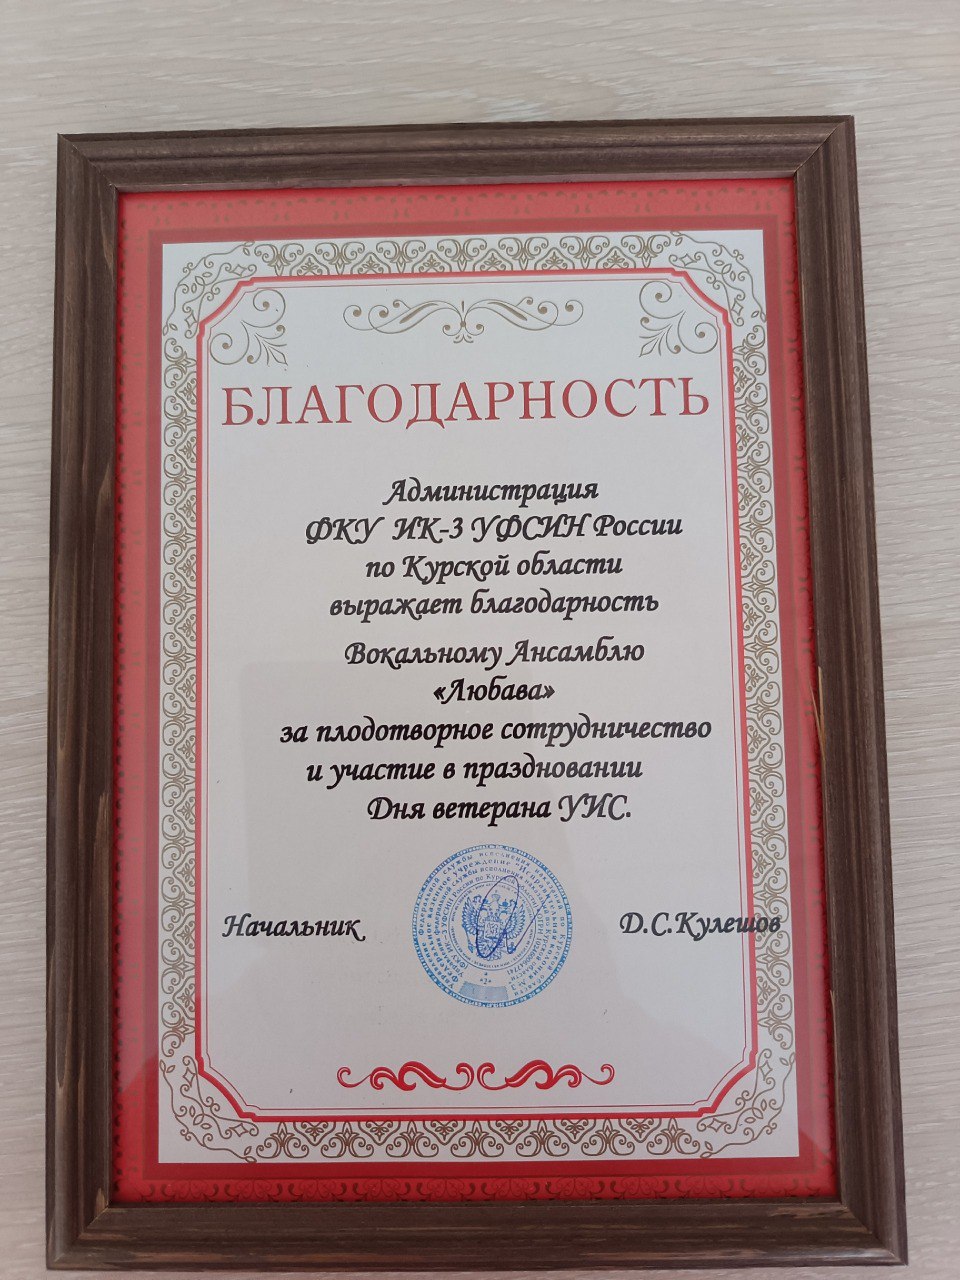 БЛАГОДАРНОСТЬ
Администрация
ФКУ ИК-3 УФСИН России
по Курской области
выражает благодарность
Вокальному Ансамблю
«Любава»
за плодотворное сотрудничество
и участие в праздновании
Дня ветерана УИС.
Начальник
Д.С.Кулешов